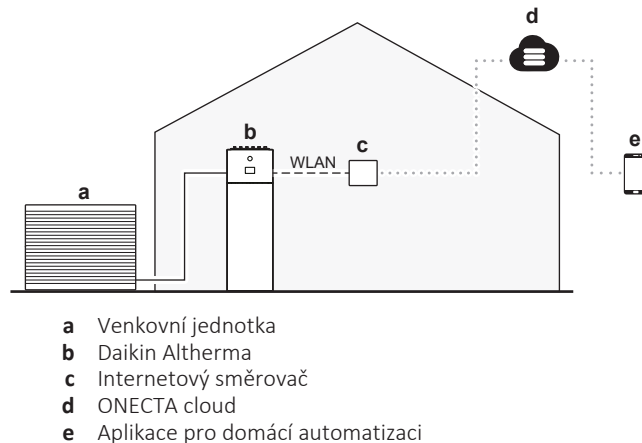 d
b
c
WLAN
e
a
a Venkovní jednotka
b Daikin Altherma
c Internetový směrovač
d ONECTA cloud
e Aplikace pro domácí automatizaci